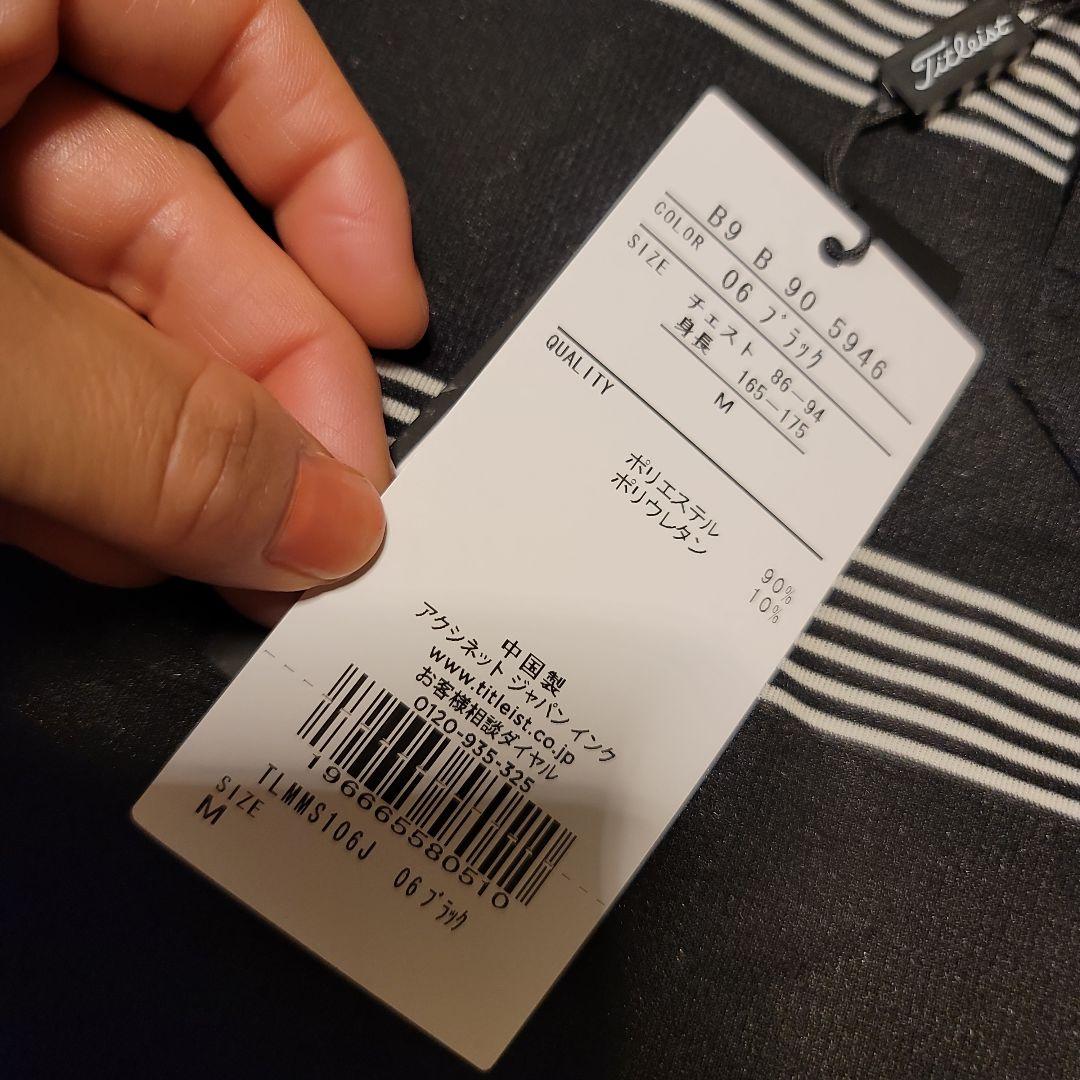 Titleist
B9 B 90 5946
COLOR 06 ブラック
SIZE チェスト 86—94
身長 165—175
M
QUALITY
ポリエステル 90%
ポリウレタン 10%
中国製
アクシネット ジャパン インク
www.titleist.co.jp
お客様相談ダイヤル
0120-935-325
196665580510
TLMMS106J 06 ブラック
SIZE
M